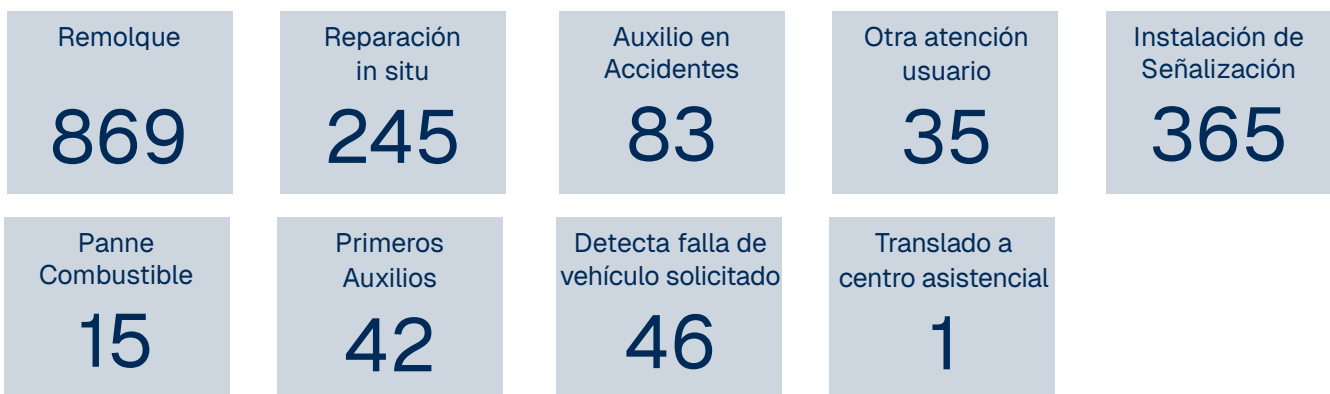 Remolque
869
Reparación
in situ
245
Auxilio en
Accidentes
83
Otra atención
usuario
35
Instalación de
Señalización
365
Panne
Combustible
15
Primeros
Auxilios
42
Detecta falla de
vehículo solicitado
46
Translado a
centro asistencial
1